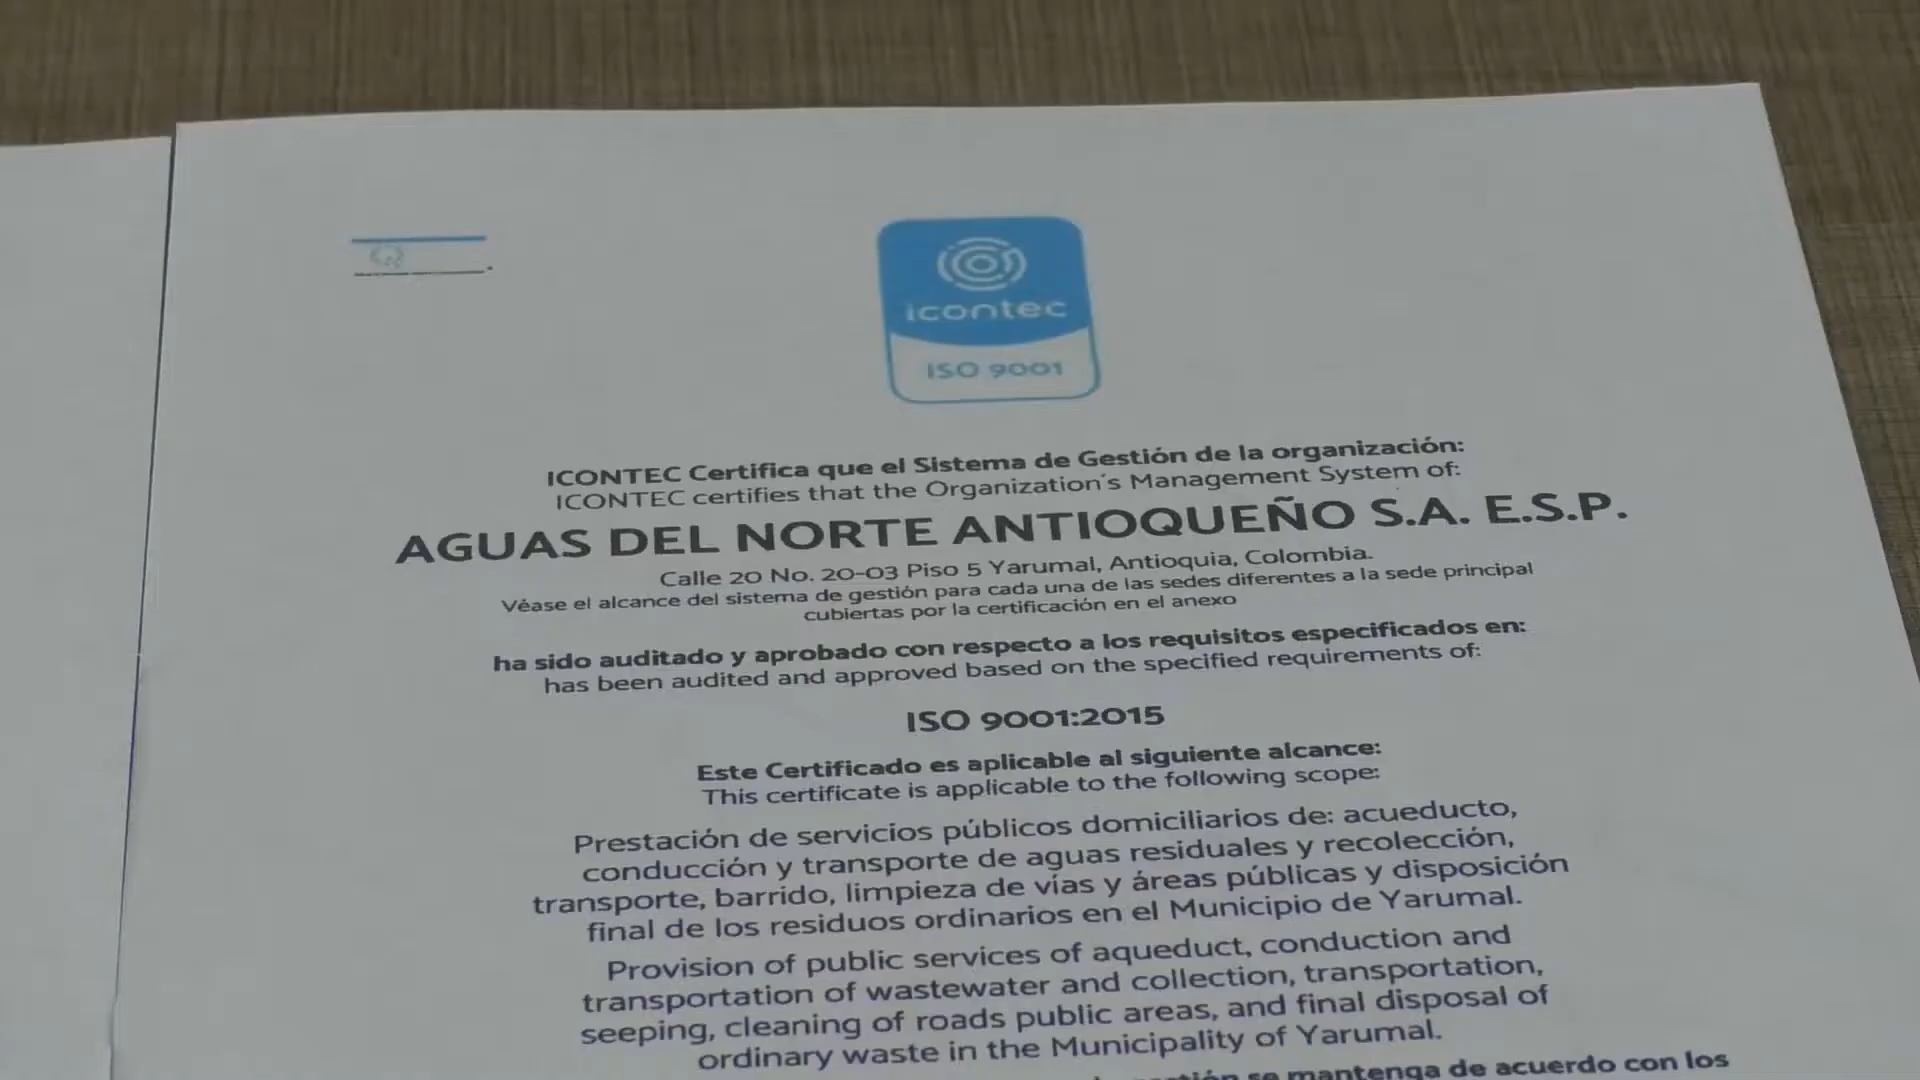 icontec
ISO 9001
ICONTEC Certifica que el Sistema de Gestión de la organización:
ICONTEC certifies that the Organization's Management System of:
AGUAS DEL NORTE ANTIOQUEÑO S.A. E.S.P.
Calle 20 No. 20-03 Piso 5 Yarumal, Antioquia, Colombia.
Véase el alcance del sistema de gestión para cada una de las sedes diferentes a la sede principal
cubiertas por la certificación en el anexo
ha sido auditado y aprobado con respecto a los requisitos especificados en:
has been audited and approved based on the specified requirements of:
ISO 9001:2015
Este Certificado es aplicable al siguiente alcance:
This certificate is applicable to the following scope:
Prestación de servicios públicos domiciliarios de: acueducto,
conducción y transporte de aguas residuales y recolección,
transporte, barrido, limpieza de vías y áreas públicas y disposición
final de los residuos ordinarios en el Municipio de Yarumal.
Provision of public services of aqueduct, conduction and
transportation of wastewater and collection, transportation,
seeping, cleaning of roads public areas, and final disposal of
ordinary waste in the Municipality of Yarumal.
se mantenga de acuerdo con los